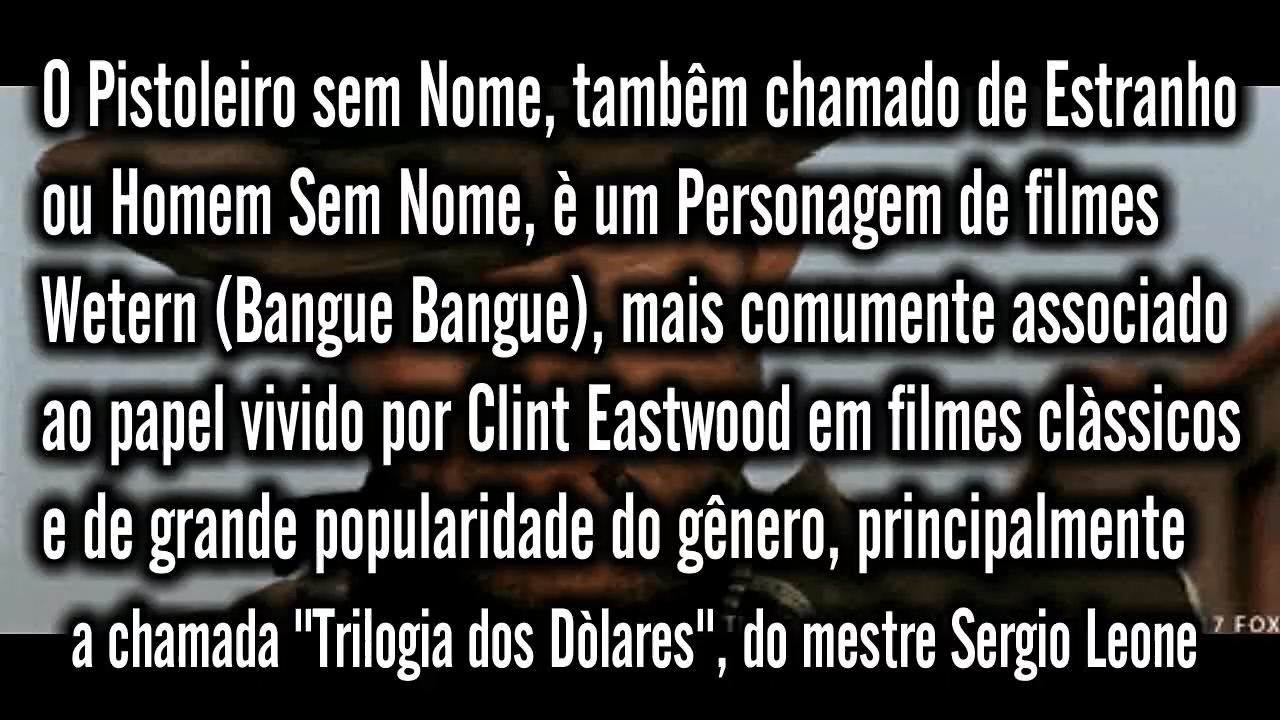 O Pistoleiro sem Nome, tambêm chamado de Estranho
ou Homem Sem Nome, è um Personagem de filmes
Wetern (Bangue Bangue), mais comumente associado
ao papel vivido por Clint Eastwood em filmes clàssicos
e de grande popularidade do gênero, principalmente
a chamada "Trilogia dos Dòlares", do mestre Sergio Leone
7 FOX